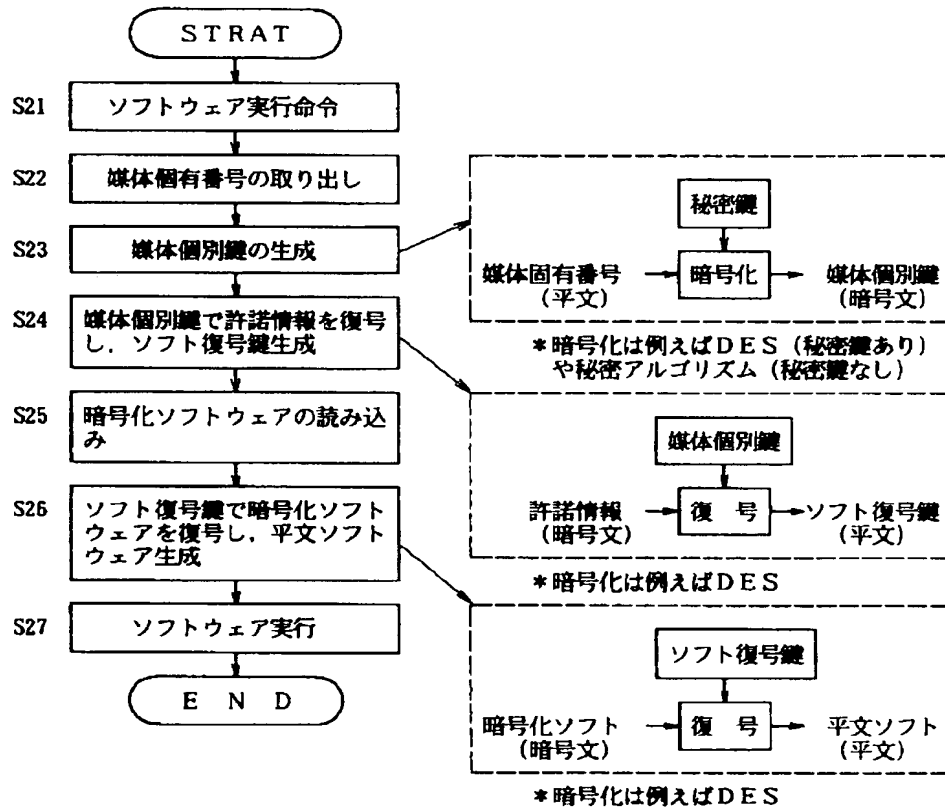 STRAT
S21
ソフトウェア実行命令
S22
媒体個有番号の取り出し
S23
媒体個別鍵の生成
S24
媒体個別鍵で許諾情報を復号
し，ソフト復号鍵生成
S25
暗号化ソフトウェアの読み込
み
S26
ソフト復号鍵で暗号化ソフト
ウェアを復号し，平文ソフト
ウェア生成
S27
ソフトウェア実行
END
秘密鍵
媒体固有番号
(平文)
暗号化
媒体個別鍵
(暗号文)
＊暗号化は例えばDES（秘密鍵あり）
や秘密アルゴリズム（秘密鍵なし）
媒体個別鍵
許諾情報
(暗号文)
復 号
ソフト復号鍵
(平文)
＊暗号化は例えばDES
ソフト復号鍵
暗号化ソフト
(暗号文)
復 号
平文ソフト
(平文)
＊暗号化は例えばDES